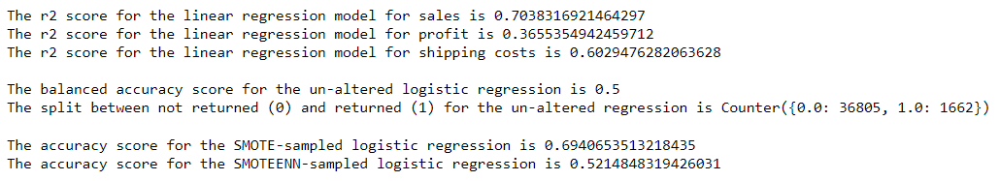 The r2 score for the linear regression model for sales is 0.7038316921464297
The r2 score for the linear regression model for profit is 0.3655354942459712
The r2 score for the linear regression model for shipping costs is 0.6029476282063628
The balanced accuracy score for the un-altered logistic regression is 0.5
The split between not returned (0) and returned (1) for the un-altered regression is Counter({0.0: 36805, 1.0: 1662})
The accuracy score for the SMOTE-sampled logistic regression is 0.6940653513218435
The accuracy score for the SMOTEENN-sampled logistic regression is 0.5214848319426031